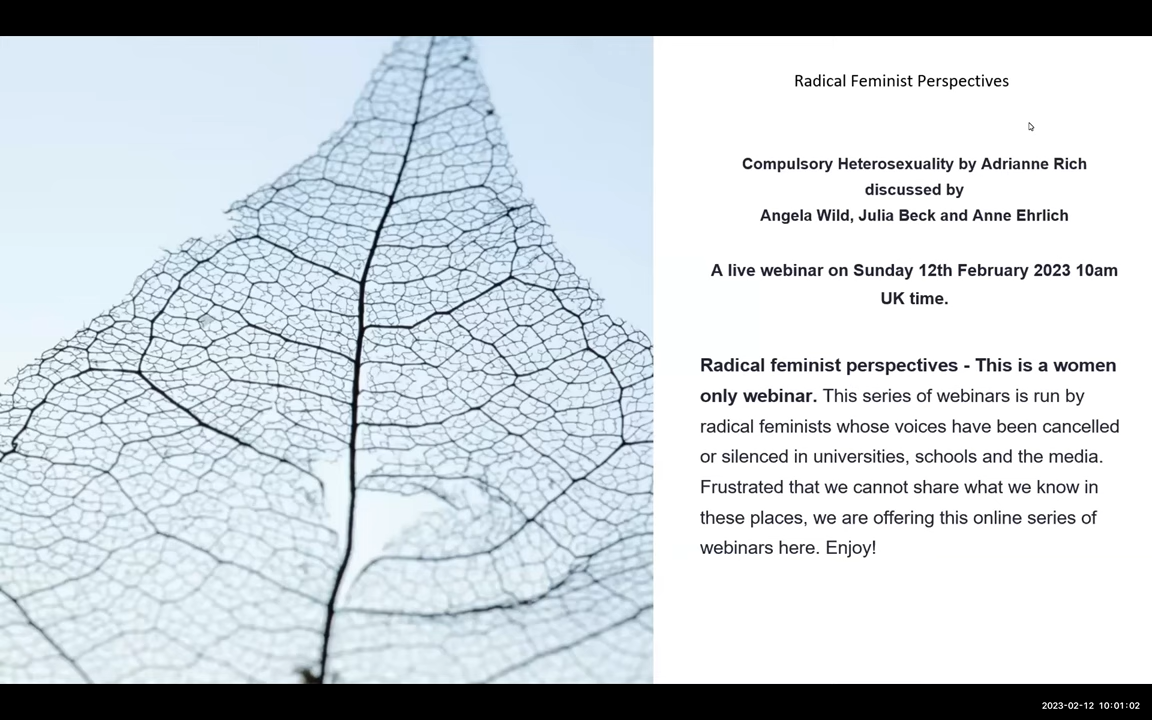 Radical Feminist Perspectives
Compulsory Heterosexuality by Adrianne Rich
discussed by
Angela Wild, Julia Beck and Anne Ehrlich
A live webinar on Sunday 12th February 2023 10am
UK time.
Radical feminist perspectives - This is a women
only webinar. This series of webinars is run by
radical feminists whose voices have been cancelled
or silenced in universities, schools and the media.
Frustrated that we cannot share what we know in
these places, we are offering this online series of
webinars here. Enjoy!
2023-02-12 10:01:02